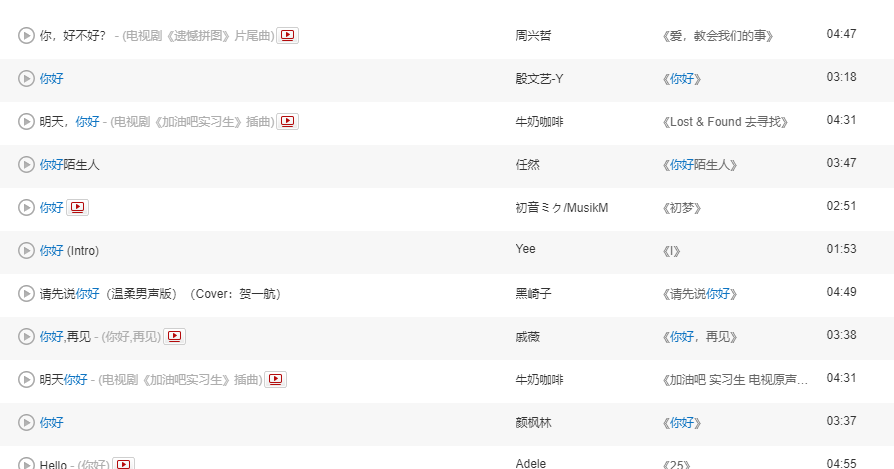 你，好不好？ - (电视剧《遗憾拼图》片尾曲) 周兴哲 《爱，教会我们的事》 04:47
你好 殷文艺-Y 《你好》 03:18
明天，你好 - (电视剧《加油吧实习生》插曲) 牛奶咖啡 《Lost & Found 去寻找》 04:31
你好陌生人 任然 《你好陌生人》 03:47
你好 初音ミク/MusikM 《初梦》 02:51
你好 (Intro) Yee 《I》 01:53
请先说你好（温柔男声版）（Cover：贺一航） 黑崎子 《请先说你好》 04:49
你好,再见 - (你好,再见) 戚薇 《你好，再见》 03:38
明天你好 - (电视剧《加油吧实习生》插曲) 牛奶咖啡 《加油吧 实习生 电视原声... 04:31
你好 颜枫林 《你好》 03:37
Hello - (你好) Adele 《25》 04:55